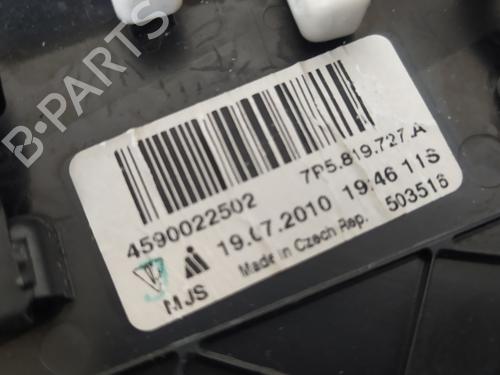 B-PARTS
4590022502 7P5.819.727.A
19.07.2010 19:46 11S
Made in Czech Rep. 503516
MJS